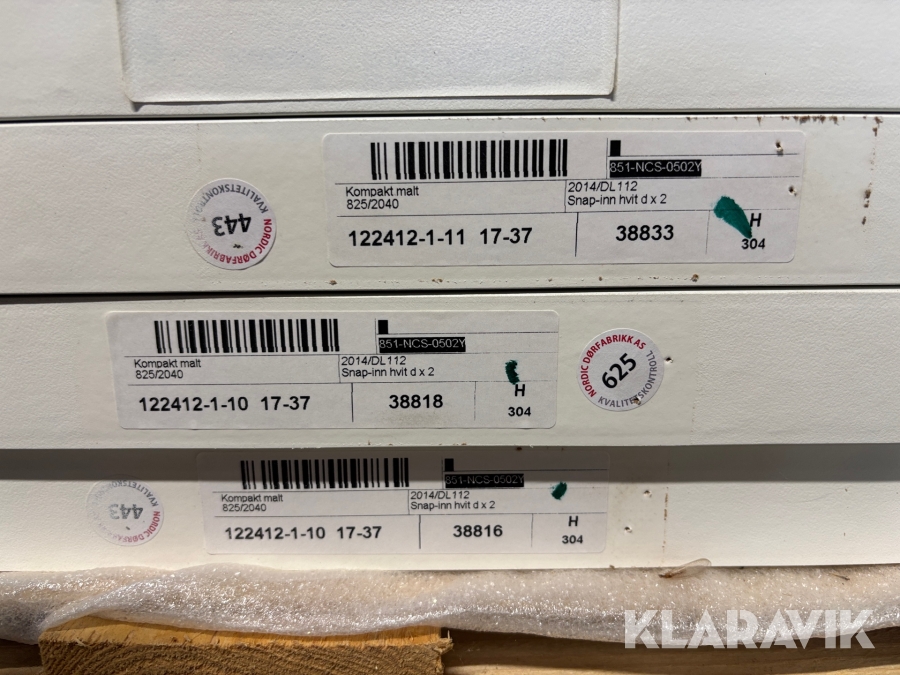 851-NCS-0502Y
Kompakt malt
825/2040
2014/DL112
Snap-inn hvit d x 2
122412-1-11 17-37
38833
H
304
NORDIC DØRFABRIKK AS
443
KVALITETSKONTROLL
851-NCS-0502Y
Kompakt malt
825/2040
2014/DL112
Snap-inn hvit d x 2
122412-1-10 17-37
38818
H
304
NORDIC DØRFABRIKK AS
625
KVALITETSKONTROLL
851-NCS-0502Y
Kompakt malt
825/2040
2014/DL112
Snap-inn hvit d x 2
122412-1-10 17-37
38816
H
304
443
KLARAVIK